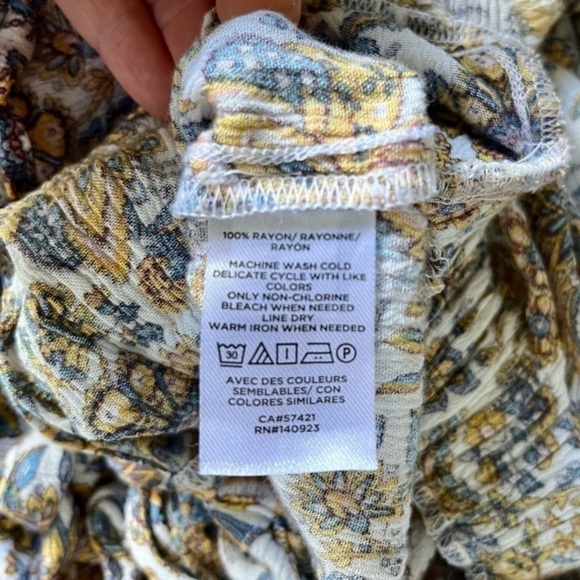 100% RAYON/ RAYONNE/
RAYON
MACHINE WASH COLD
DELICATE CYCLE WITH LIKE
COLORS
ONLY NON-CHLORINE
BLEACH WHEN NEEDED
LINE DRY
WARM IRON WHEN NEEDED
30 P
AVEC DES COULEURS
SEMBLABLES/ CON
COLORES SIMILARES
CA#57421
RN#140923